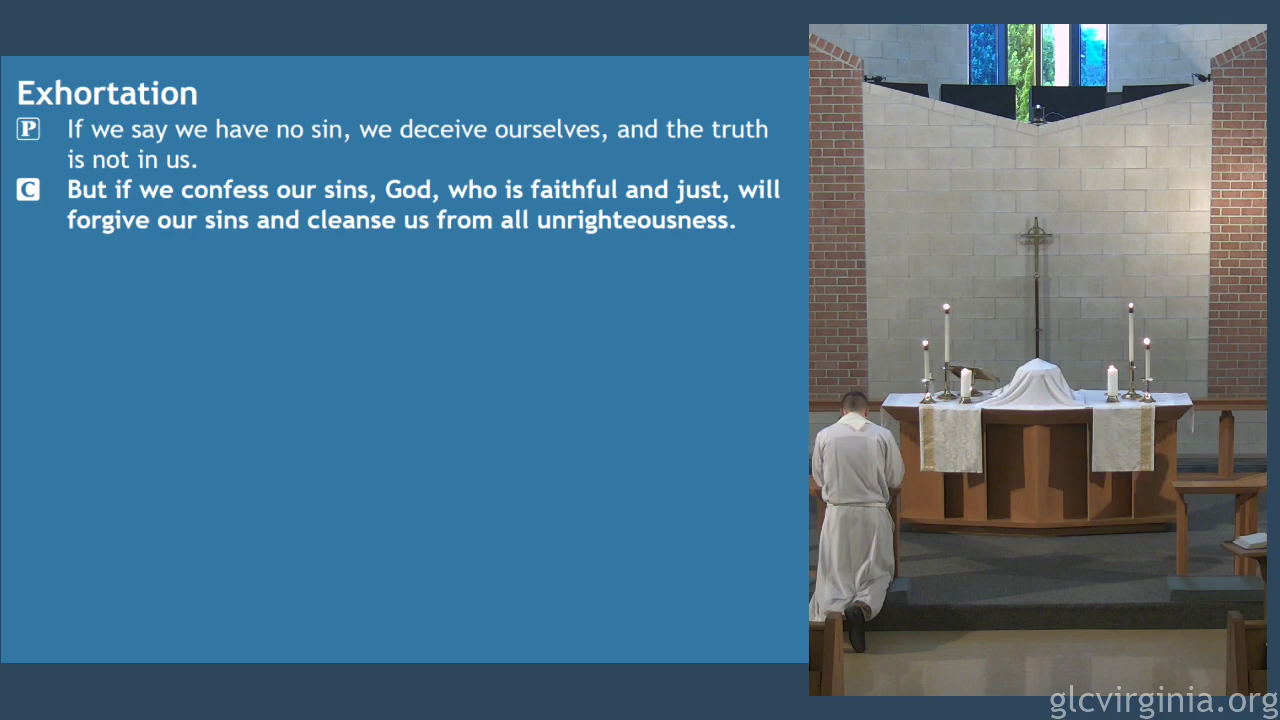 Exhortation
P If we say we have no sin, we deceive ourselves, and the truth
is not in us.
C But if we confess our sins, God, who is faithful and just, will
forgive our sins and cleanse us from all unrighteousness.
glcvirginia.org